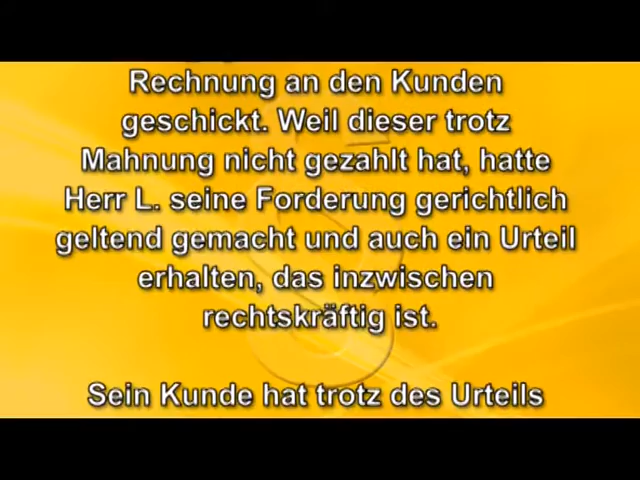 Rechnung an den Kunden
geschickt. Weil dieser trotz
Mahnung nicht gezahlt hat, hatte
Herr L. seine Forderung gerichtlich
geltend gemacht und auch ein Urteil
erhalten, das inzwischen
rechtskräftig ist.
Sein Kunde hat trotz des Urteils